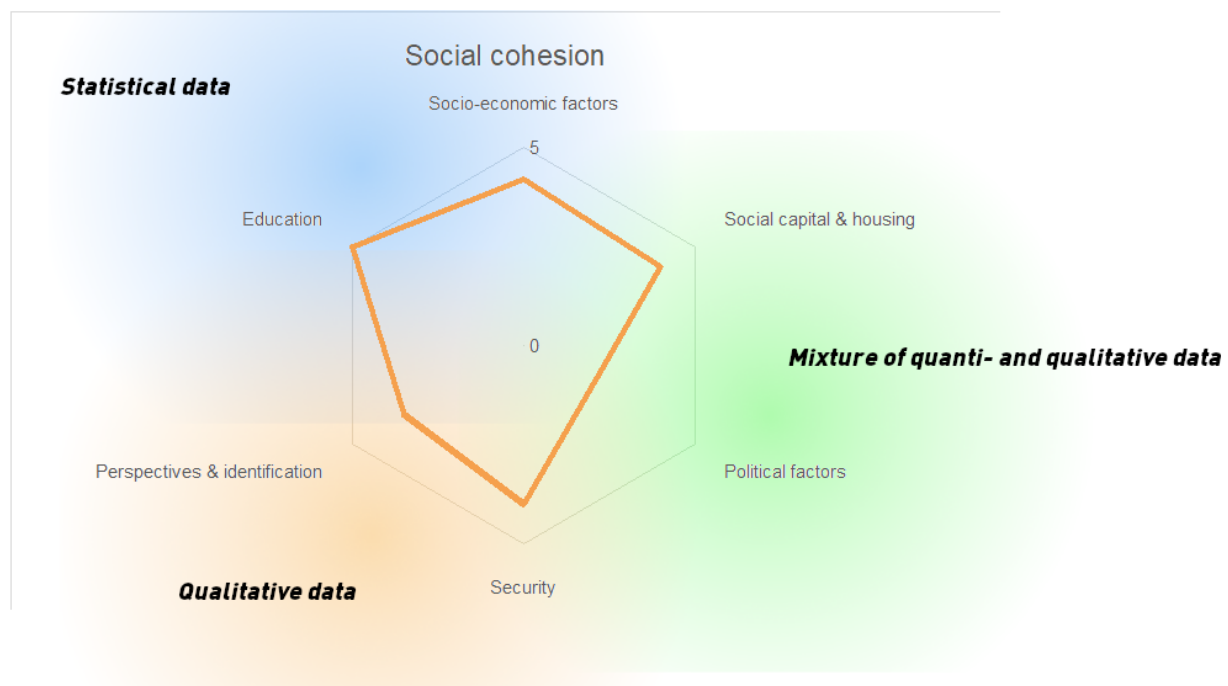 Social cohesion
Statistical data
Socio-economic factors
5
Education
Social capital & housing
0
Mixture of quanti- and qualitative data
Perspectives & identification
Political factors
Security
Qualitative data